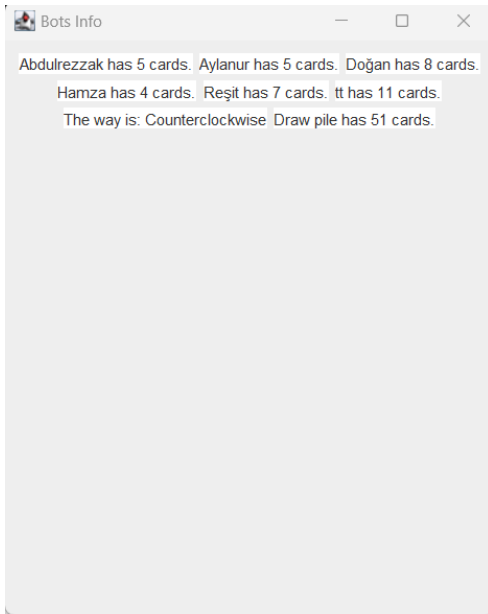 Bots Info
Abdulrezzak has 5 cards. Aylanur has 5 cards. Doğan has 8 cards.
Hamza has 4 cards. Reşit has 7 cards. tt has 11 cards.
The way is: Counterclockwise Draw pile has 51 cards.